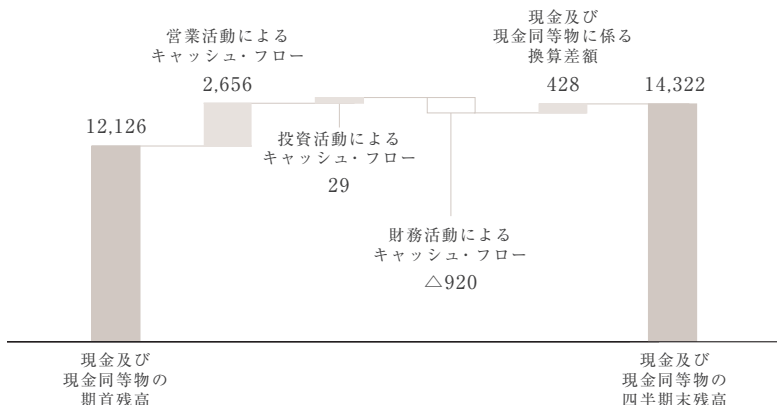 営業活動による
キャッシュ・フロー
2,656
現金及び
現金同等物に係る
換算差額
428
14,322
12,126
投資活動による
キャッシュ・フロー
29
財務活動による
キャッシュ・フロー
△920
現金及び
現金同等物の
期首残高
現金及び
現金同等物の
四半期末残高